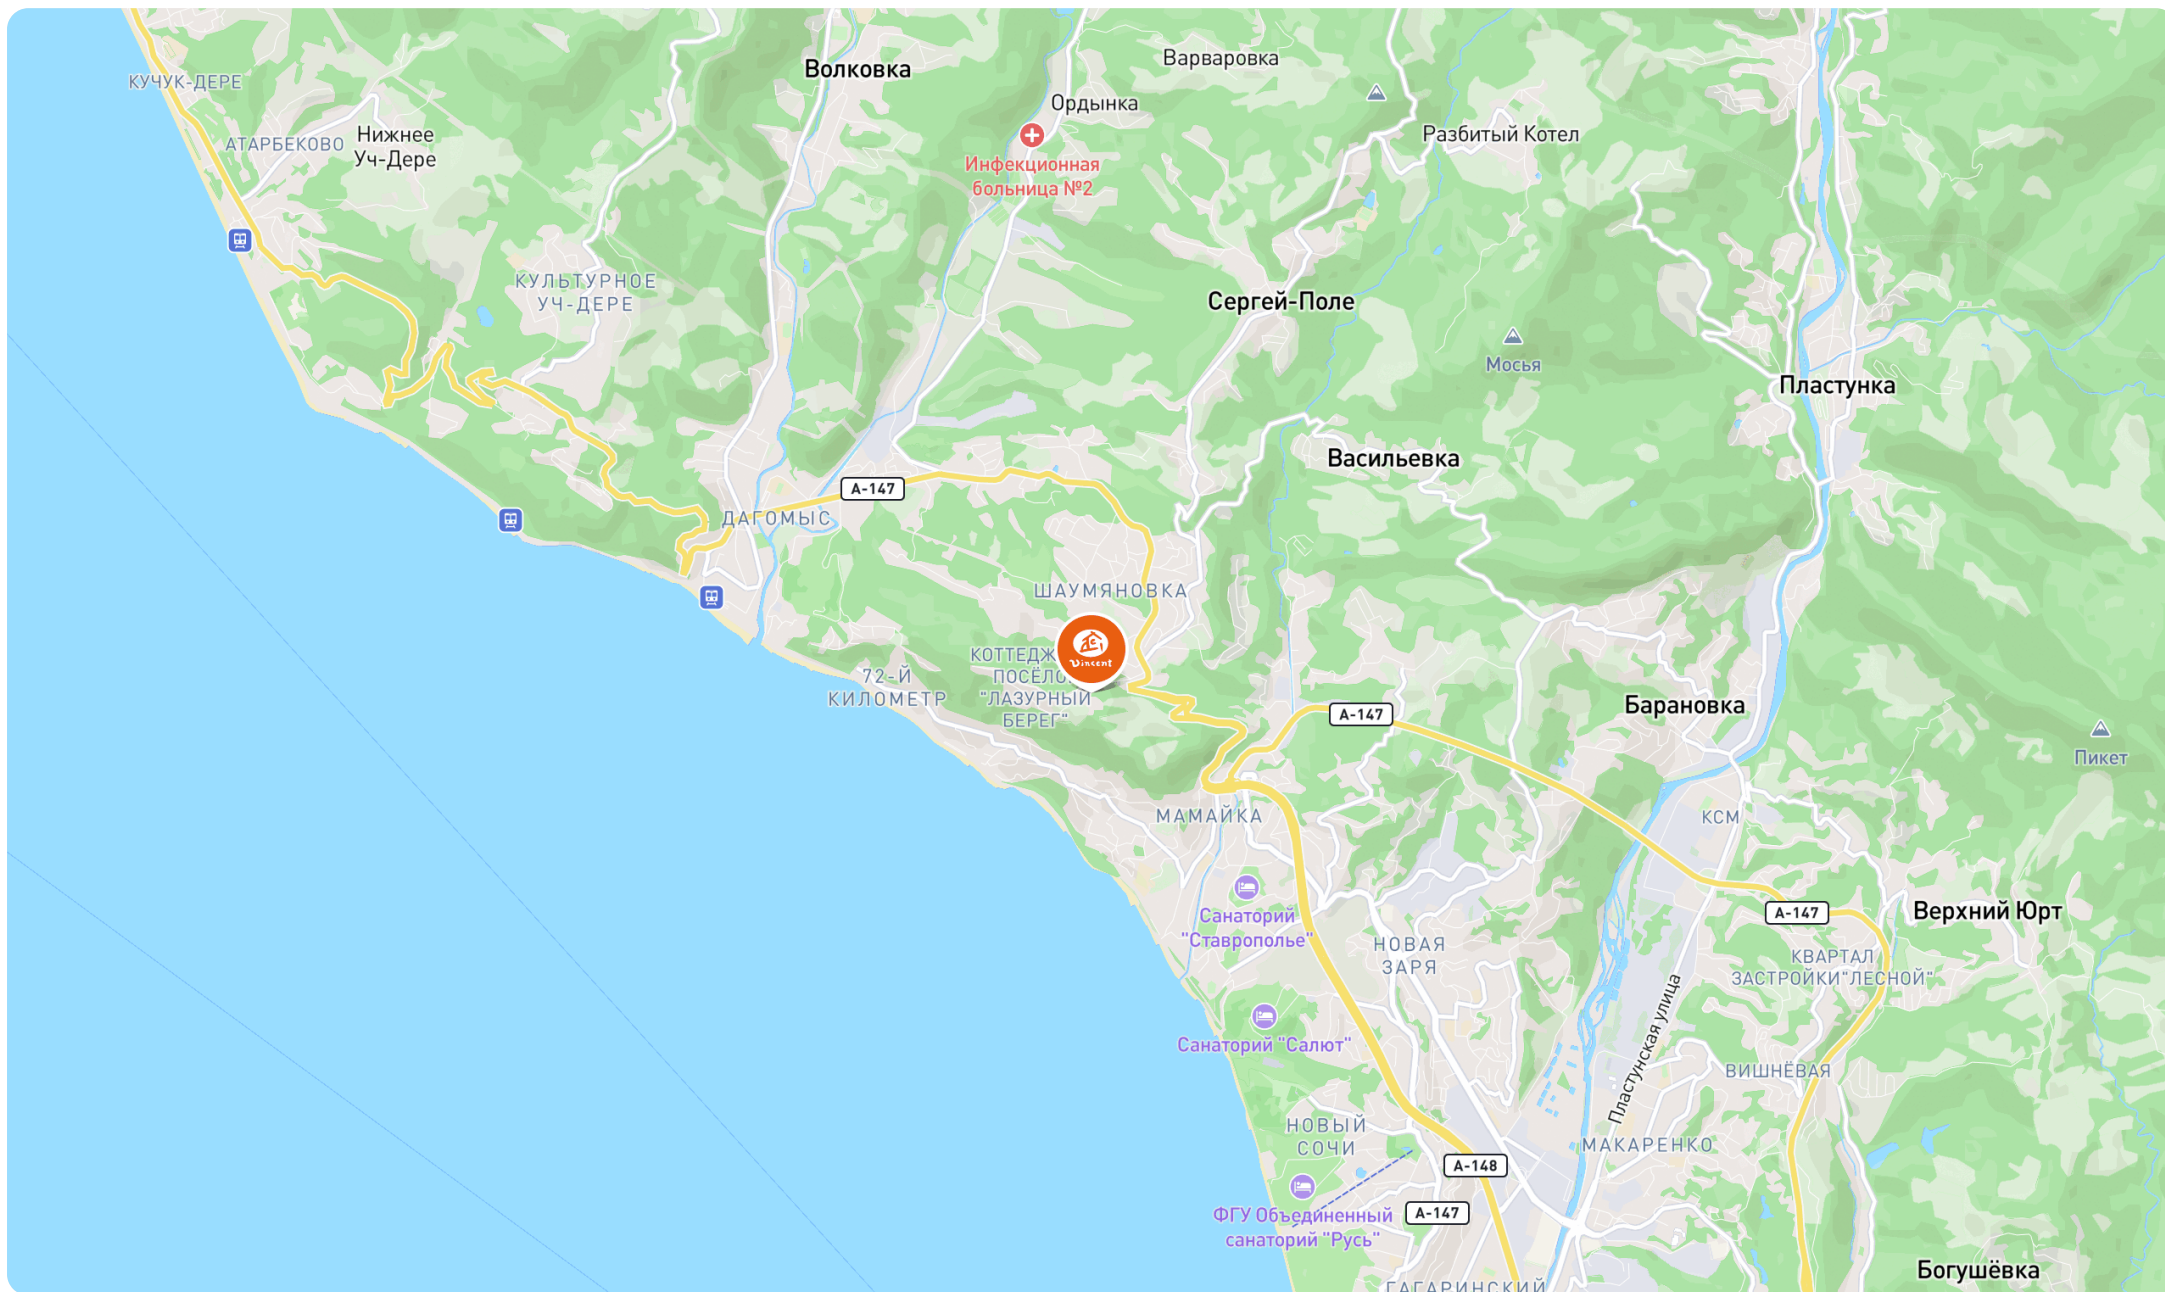 Варваровка
Волковка
КУЧУК-ДЕРЕ
Ордынка
Нижнее
Уч-Дере
Разбитый Котел
АТАРБЕКОВО
Инфекционная
больница №2
КУЛЬТУРНОЕ
УЧ-ДЕРЕ
Сергей-Поле
Мосья
Пластунка
Васильевка
А-147
ДАГОМЫС
ШАУМЯНОВКА
КОТТЕДЖ
ПОСЁЛО
"ЛАЗУРНЫЙ
БЕРЕГ"
Vincent
72-Й
КИЛОМЕТР
Барановка
А-147
Пикет
МАМАЙКА
КСМ
Санаторий
"Ставрополье"
А-147
Верхний Юрт
НОВАЯ
ЗАРЯ
КВАРТАЛ
ЗАСТРОЙКИ"ЛЕСНОЙ"
Пластунская улица
Санаторий "Салют"
ВИШНЁВАЯ
НОВЫЙ
СОЧИ
МАКАРЕНКО
А-148
А-147
ФГУ Объединенный
санаторий "Русь"
Богушёвка
ГАГАРИНСКИЙ